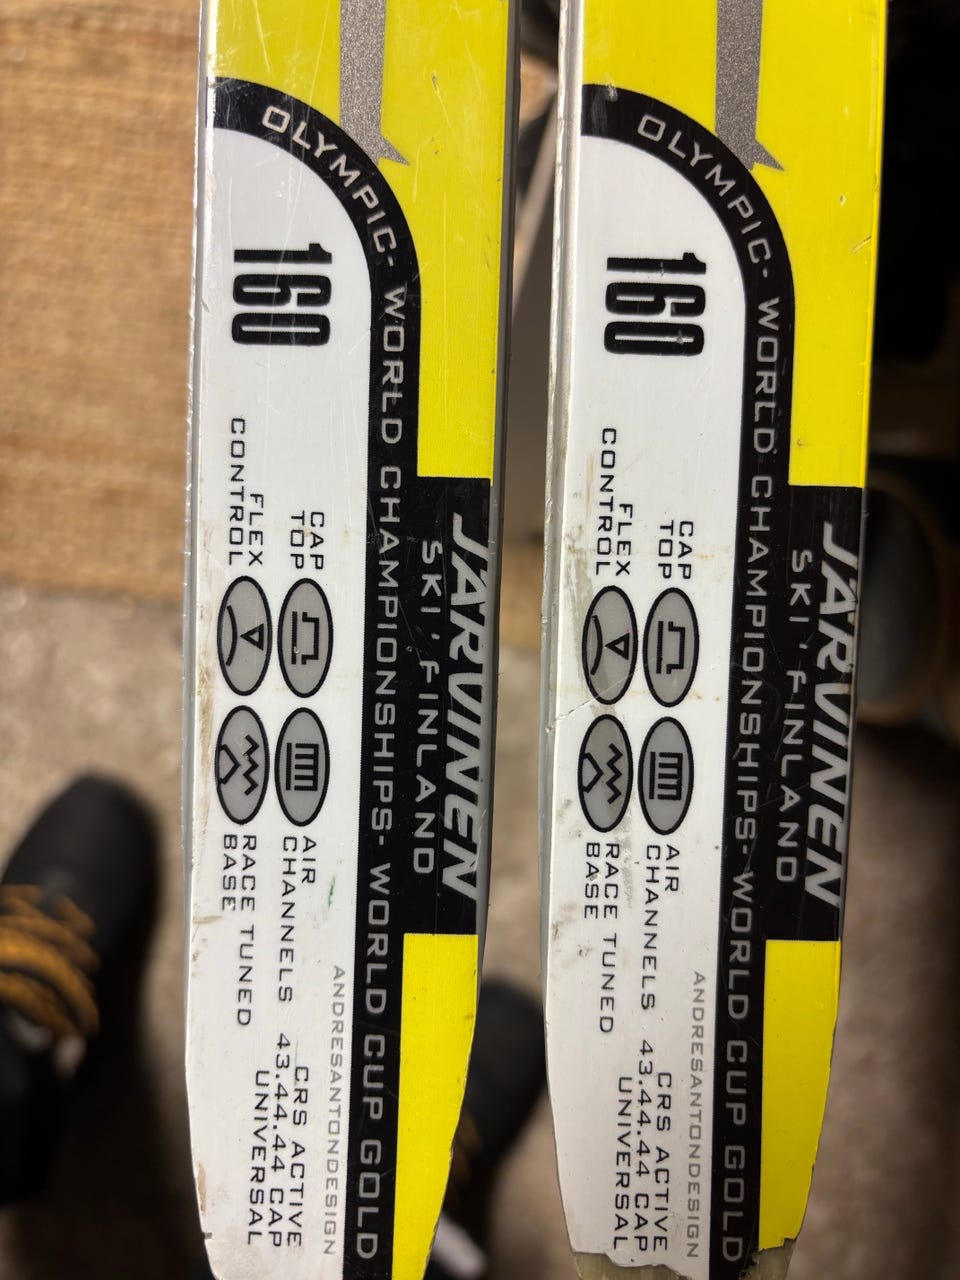 OLYMPIC- WORLD CHAMPIONSHIPS- WORLD CUP GOLD
160
JÄRVINEN
SKI · FINLAND
CAP
TOP
FLEX
CONTROL
AIR
CHANNELS
RACE TUNED
BASE
CRS ACTIVE
43.44.44 CAP
UNIVERSAL
ANDRESANTONDESIGN
OLYMPIC- WORLD CHAMPIONSHIPS- WORLD CUP GOLD
160
JÄRVINEN
SKI · FINLAND
CAP
TOP
FLEX
CONTROL
AIR
CHANNELS
RACE TUNED
BASE
CRS ACTIVE
43.44.44 CAP
UNIVERSAL
ANDRESANTONDESIGN